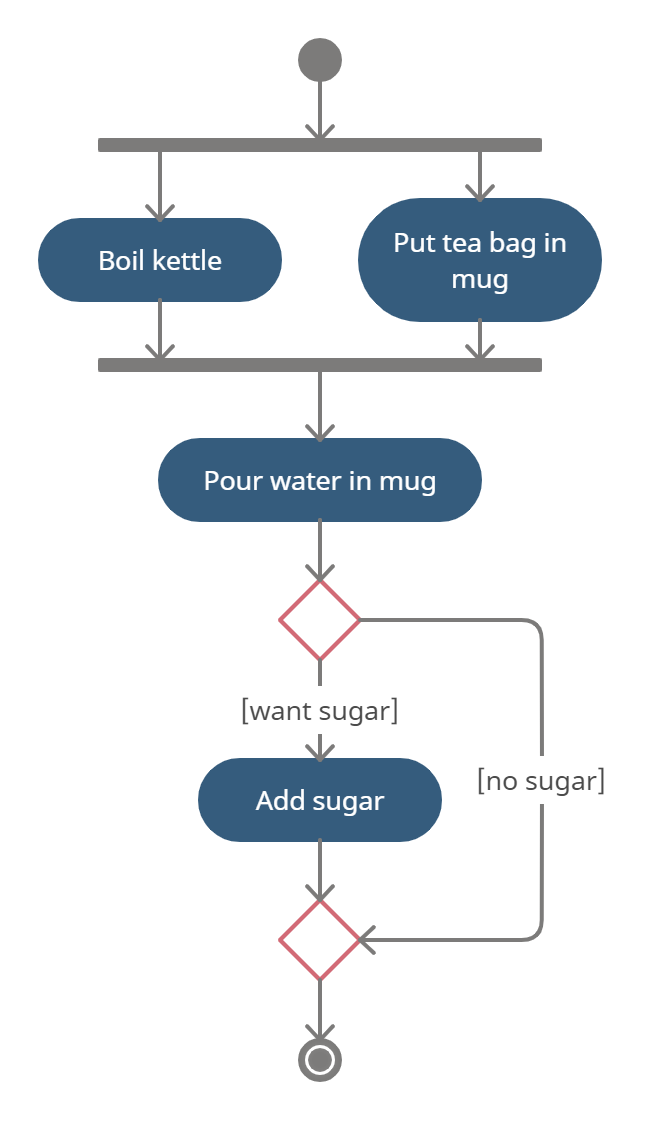 Boil kettle
Put tea bag in
mug
Pour water in mug
[want sugar]
Add sugar
[no sugar]